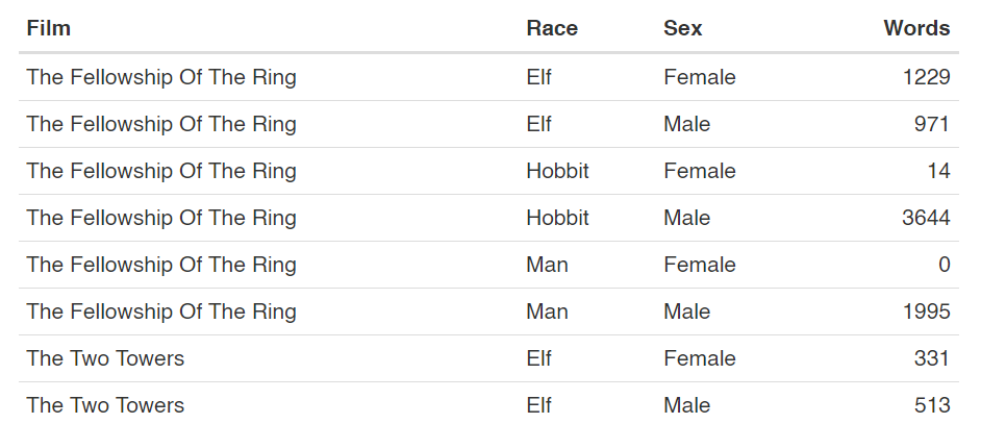 Film Race Sex Words
The Fellowship Of The Ring Elf Female 1229
The Fellowship Of The Ring Elf Male 971
The Fellowship Of The Ring Hobbit Female 14
The Fellowship Of The Ring Hobbit Male 3644
The Fellowship Of The Ring Man Female 0
The Fellowship Of The Ring Man Male 1995
The Two Towers Elf Female 331
The Two Towers Elf Male 513